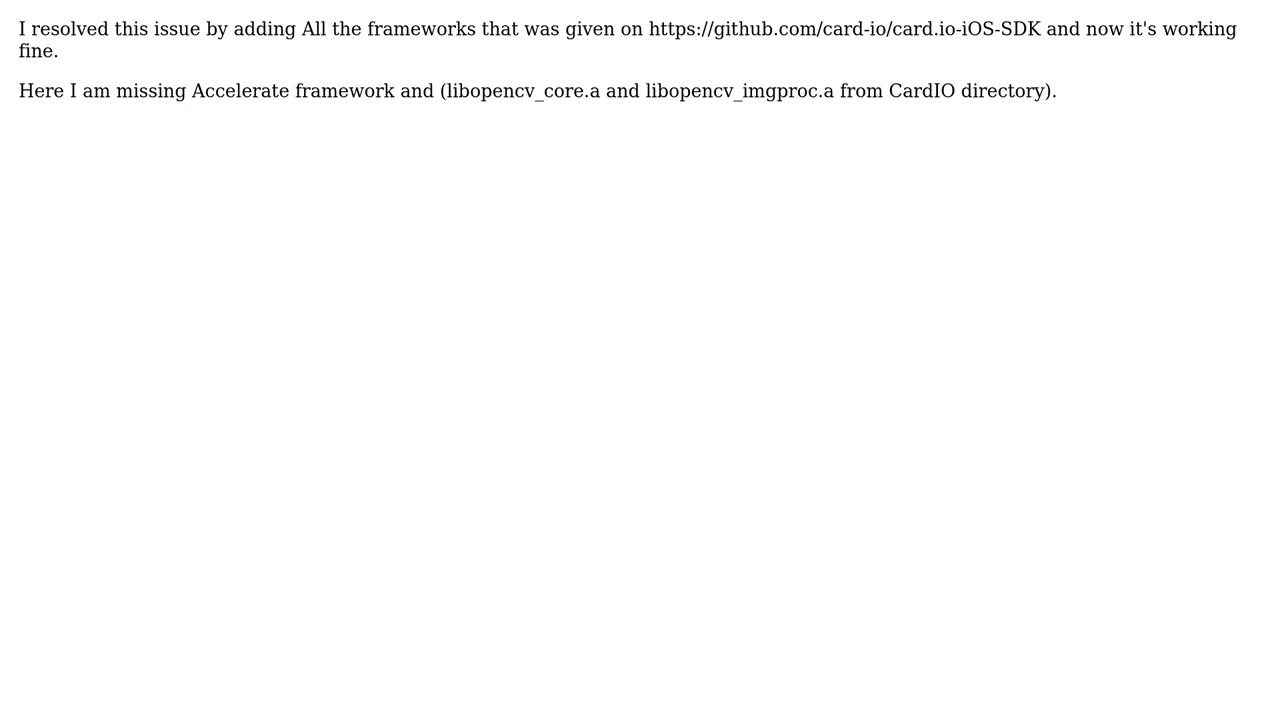 I resolved this issue by adding All the frameworks that was given on https://github.com/card-io/card.io-iOS-SDK and now it's working
fine.
Here I am missing Accelerate framework and (libopencv_core.a and libopencv_imgproc.a from CardIO directory).